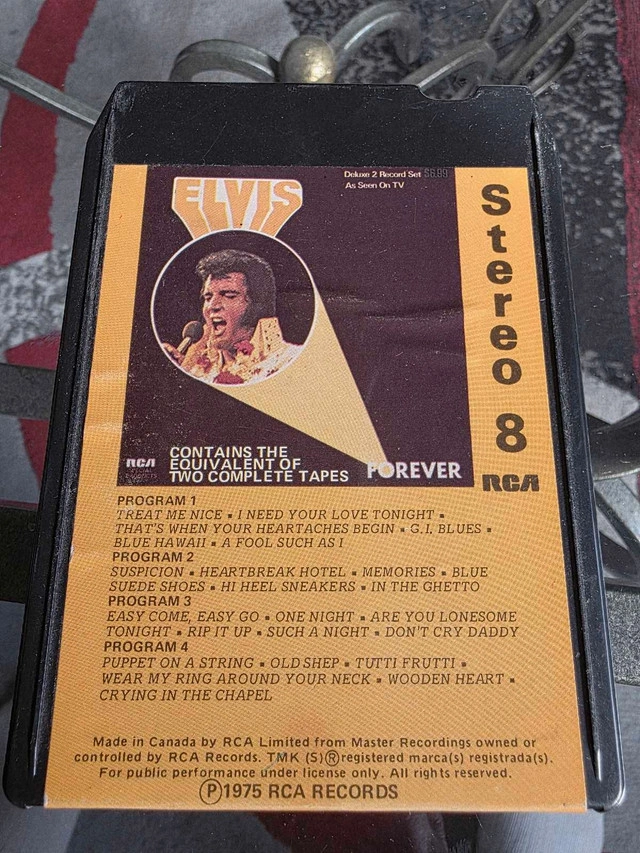 ELVIS
Deluxe 2 Record Set $6.99
As Seen On TV
Stereo 8
RCA
RCA
CONTAINS THE
EQUIVALENT OF
TWO COMPLETE TAPES
FOREVER
PROGRAM 1
TREAT ME NICE ▪ I NEED YOUR LOVE TONIGHT ▪
THAT'S WHEN YOUR HEARTACHES BEGIN ▪ G.I. BLUES ▪
BLUE HAWAII ▪ A FOOL SUCH AS I
PROGRAM 2
SUSPICION ▪ HEARTBREAK HOTEL ▪ MEMORIES ▪ BLUE
SUEDE SHOES ▪ HI HEEL SNEAKERS ▪ IN THE GHETTO
PROGRAM 3
EASY COME, EASY GO ▪ ONE NIGHT ▪ ARE YOU LONESOME
TONIGHT ▪ RIP IT UP ▪ SUCH A NIGHT ▪ DON'T CRY DADDY
PROGRAM 4
PUPPET ON A STRING ▪ OLD SHEP ▪ TUTTI FRUTTI ▪
WEAR MY RING AROUND YOUR NECK ▪ WOODEN HEART ▪
CRYING IN THE CHAPEL
Made in Canada by RCA Limited from Master Recordings owned or
controlled by RCA Records. TMK (S)®registered marca(s) registrada(s).
For public performance under license only. All rights reserved.
℗1975 RCA RECORDS